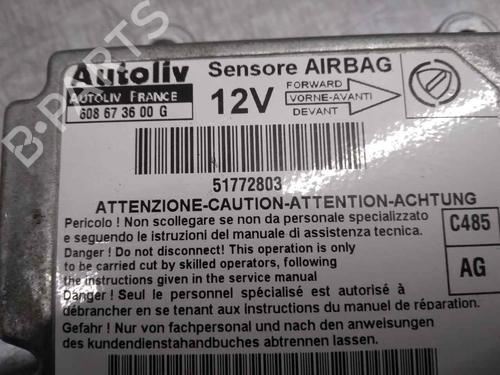 Autoliv
Sensore AIRBAG
AUTOLIV FRANCE
608 67 36 00 G
12V
FORWARD
VORNE-AVANTI
DEVANT
51772803
ATTENZIONE-CAUTION-ATTENTION-ACHTUNG
Pericolo ! Non scollegare se non da personale specializzato
e seguendo le istruzioni del manuale di assistenza tecnica.
Danger ! Do not disconnect! This operation is only
to be carried cut by skilled operators, following
the instructions given in the service manual
Danger ! Seul le personnel spécialisé est autorisé à
débrancher en se tenant aux instructions du manuel de réparation.
Gefahr ! Nur von fachpersonal und nach den anweisungen
des kundendienstahandbuches abtrennen lassen.
C485
AG
B-PARTS
B-PARTS